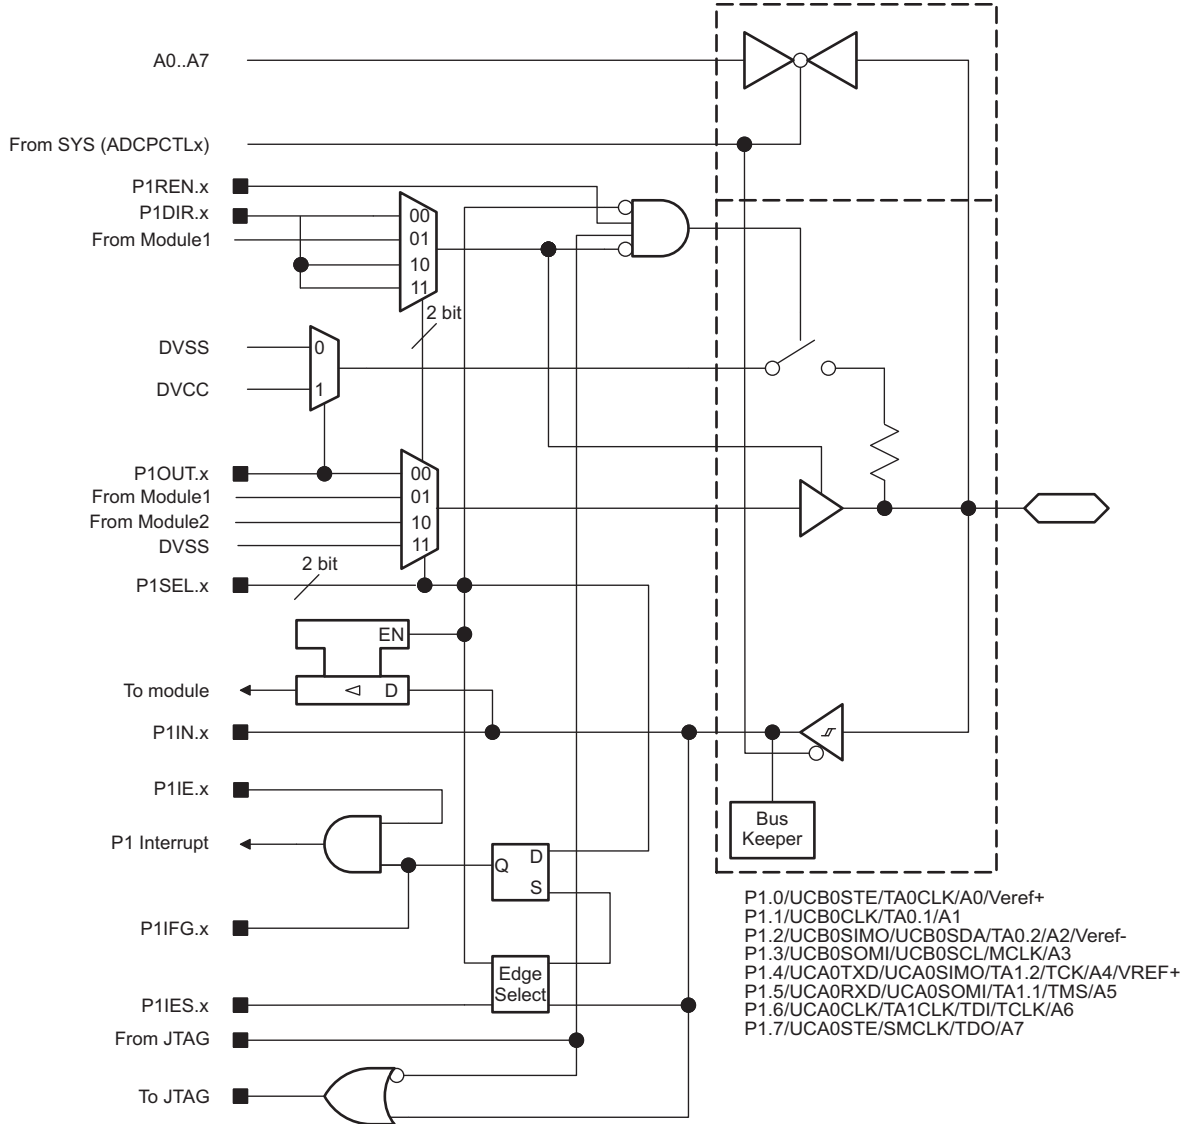 A0..A7
From SYS (ADCPCTLx)
P1REN.x
P1DIR.x
From Module1
00
01
10
11
2 bit
DVSS
0
DVCC
1
P1OUT.x
From Module1
From Module2
DVSS
00
01
10
11
2 bit
P1SEL.x
EN
To module
D
P1IN.x
P1IE.x
Bus
Keeper
P1 Interrupt
Q
D
S
P1IFG.x
Edge
Select
P1IES.x
From JTAG
To JTAG
P1.0/UCB0STE/TA0CLK/A0/Veref+
P1.1/UCB0CLK/TA0.1/A1
P1.2/UCB0SIMO/UCB0SDA/TA0.2/A2/Veref-
P1.3/UCB0SOMI/UCB0SCL/MCLK/A3
P1.4/UCA0TXD/UCA0SIMO/TA1.2/TCK/A4/VREF+
P1.5/UCA0RXD/UCA0SOMI/TA1.1/TMS/A5
P1.6/UCA0CLK/TA1CLK/TDI/TCLK/A6
P1.7/UCA0STE/SMCLK/TDO/A7